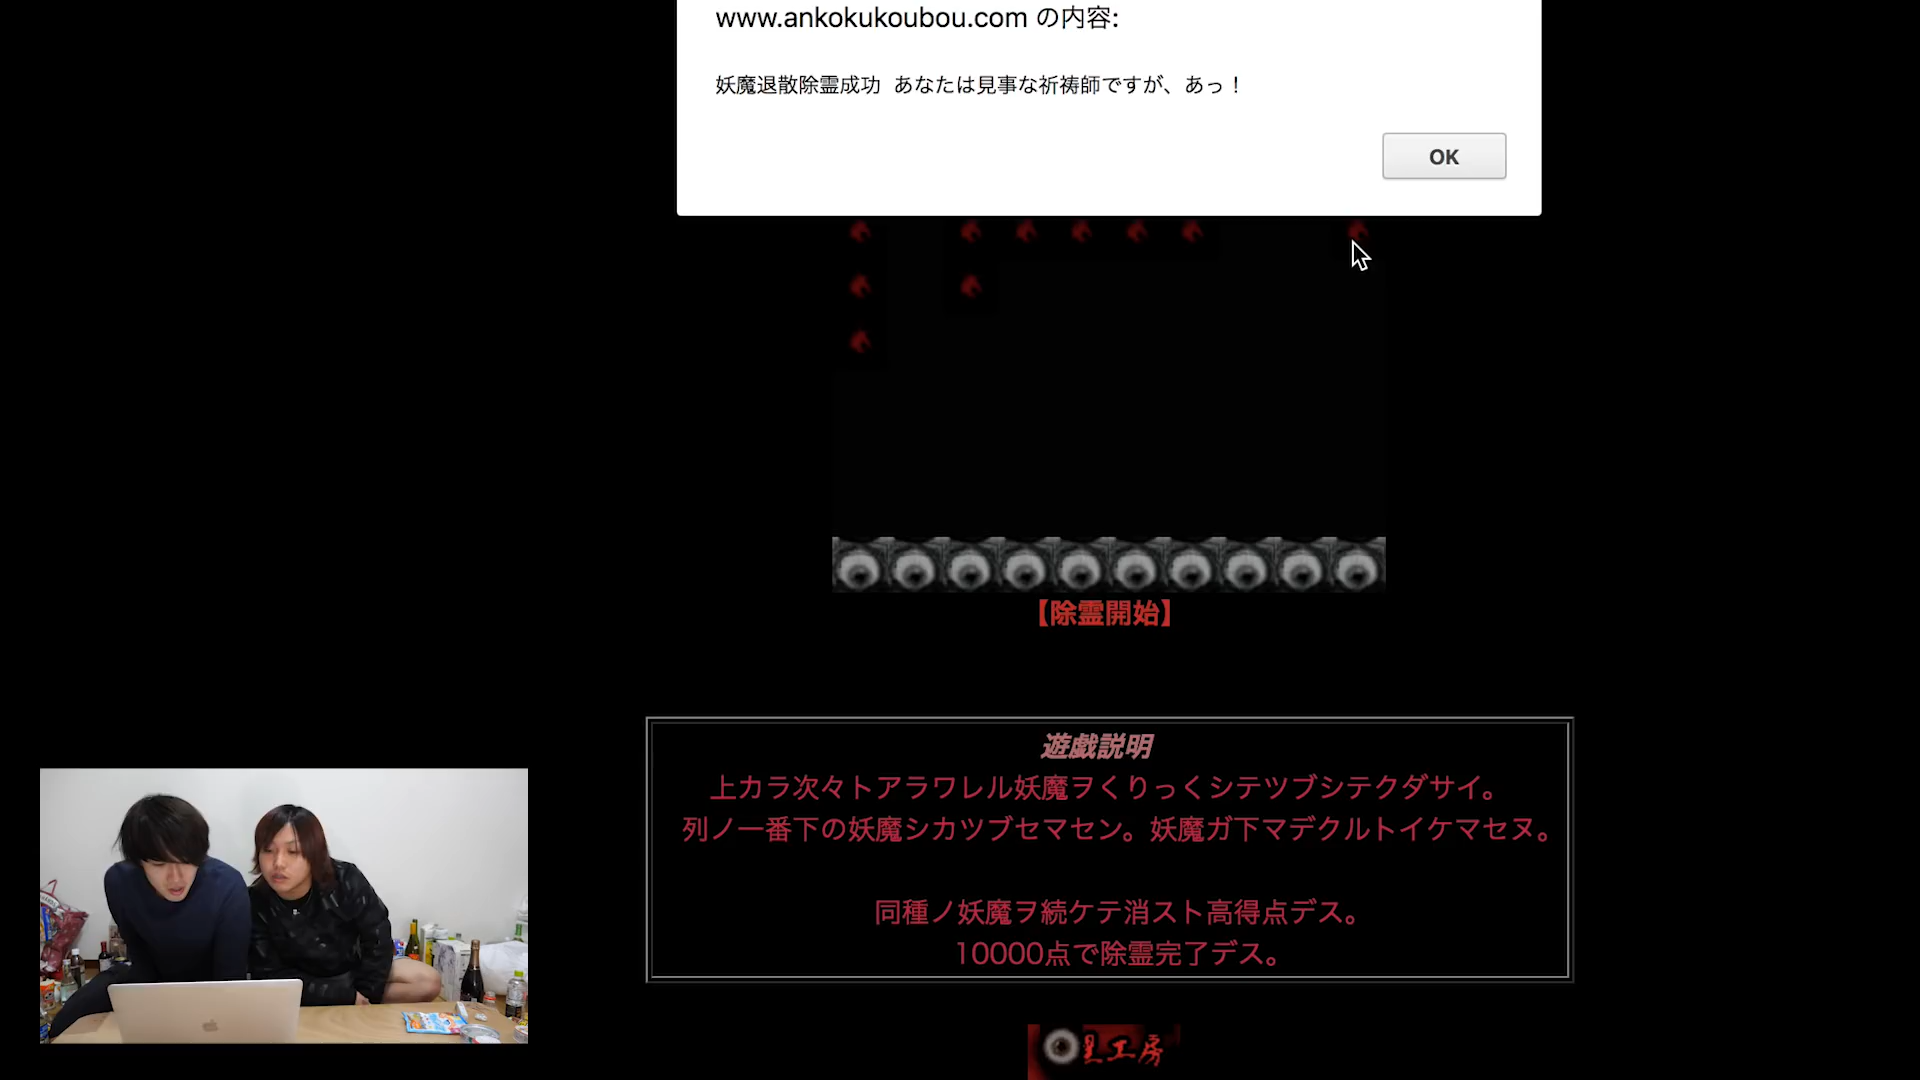 www.ankokukoubou.com の内容:
妖魔退散除霊成功 あなたは見事な祈祷師ですが、あっ！
OK
【除霊開始】
遊戯説明
上カラ次々トアラワレル妖魔ヲくりっくシテツブシテクダサイ。
列ノ一番下の妖魔シカツブセマセン。妖魔ガ下マデクルトイケマセヌ。
同種ノ妖魔ヲ続ケテ消スト高得点デス。
10000点で除霊完了デス。
黒工房